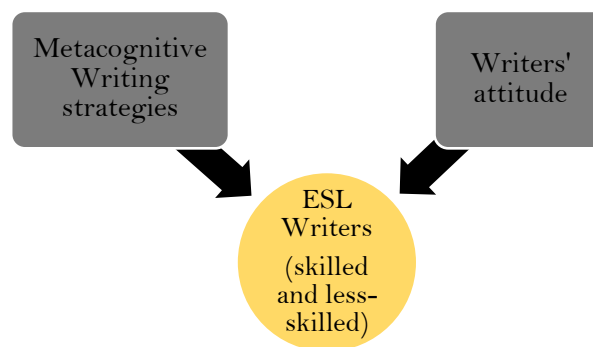 Metacognitive
Writing
strategies
Writers'
attitude
ESL
Writers
(skilled
and less-
skilled)